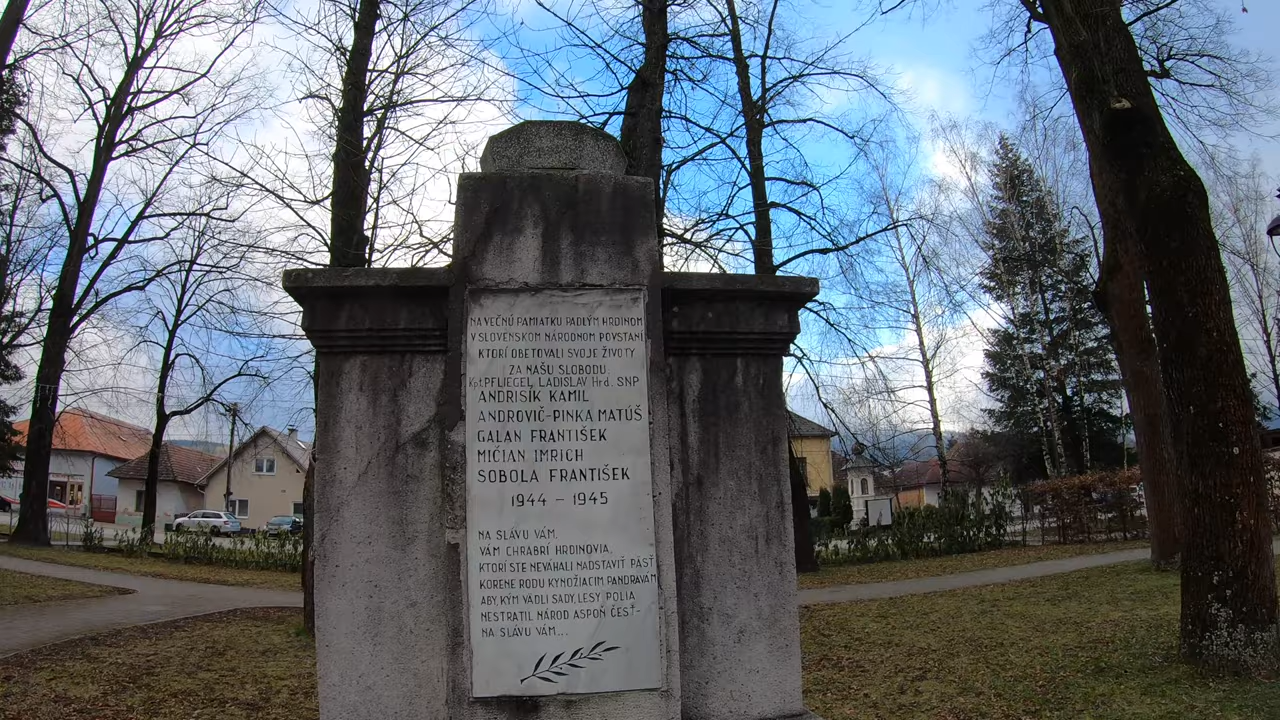 NA VEČNÚ PAMIATKU PADLÝM HRDINOM
V SLOVENSKOM NÁRODNOM POVSTANÍ
KTORÍ OBETOVALI SVOJE ŽIVOTY
ZA NAŠU SLOBODU.
Kpt. PFLIEGEL LADISLAV Hrd. SNP
ANDRISÍK KAMIL
ANDROVIČ-PINKA MATÚŠ
GALAN FRANTIŠEK
MIČIAN IMRICH
SOBOLA FRANTIŠEK
1944 - 1945
NA SLÁVU VÁM,
VÁM CHRABRÍ HRDINOVIA,
KTORÍ STE NEVÁHALI NADSTAVIŤ PÄSŤ
KORENE RODU KYNOŽIACIM PANDRAVÁM
ABY, KÝM VÄDLI SADY, LESY, POLIA
NESTRATIL NÁROD ASPOŇ ČESŤ-
NA SLÁVU VÁM...